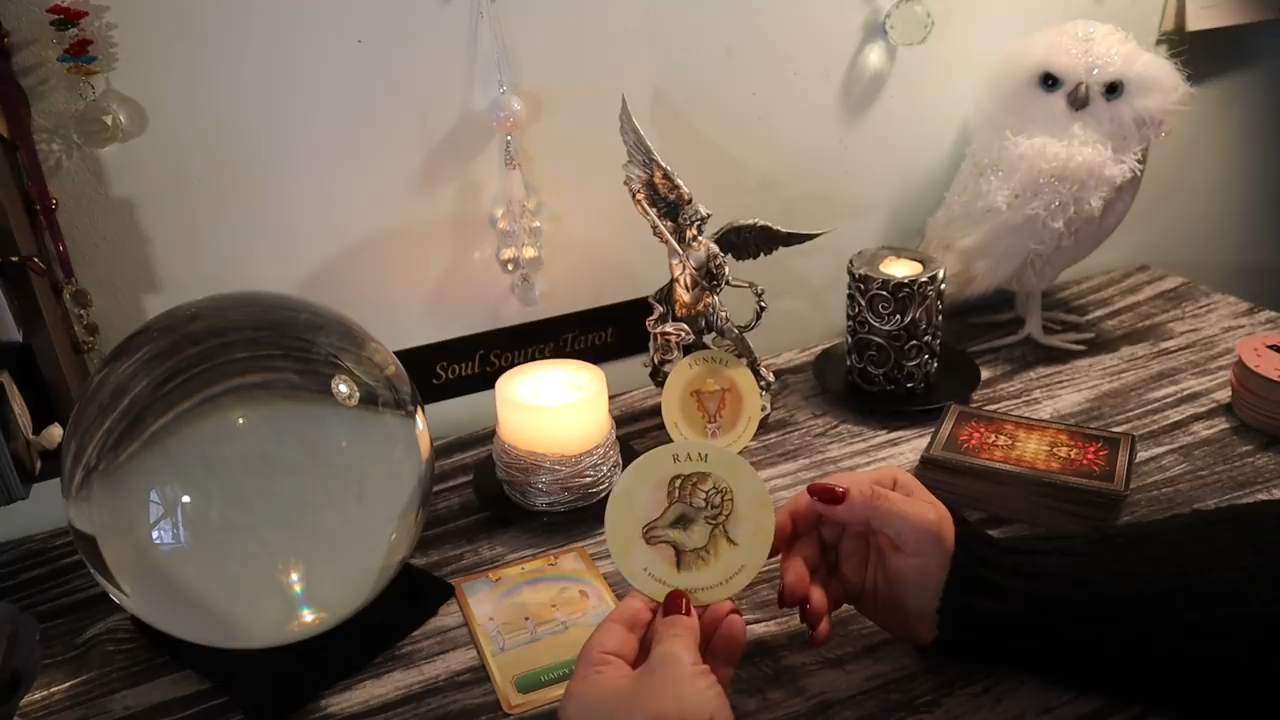 Soul Source Tarot
FUNNEL
RAM
A stubborn, aggressive person
HAPPY